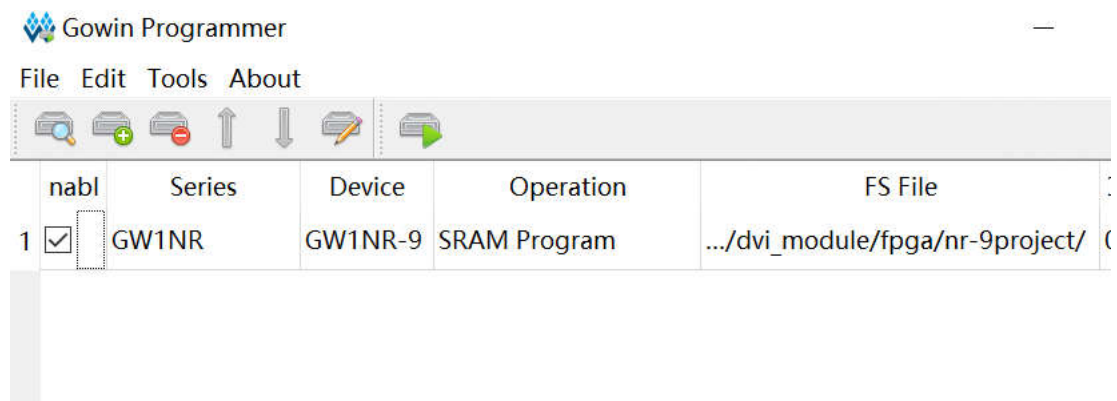 Gowin Programmer
File Edit Tools About
nabl Series Device Operation FS File
1 GW1NR GW1NR-9 SRAM Program .../dvi_module/fpga/nr-9project/